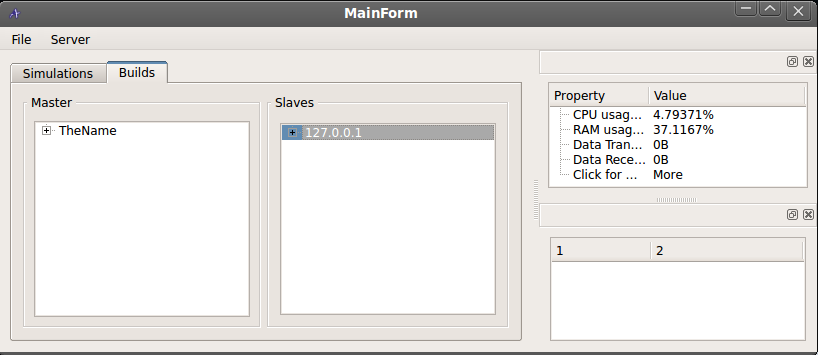 MainForm
File Server
Simulations Builds
Master
TheName
Slaves
127.0.0.1
Property Value
CPU usag... 4.79371%
RAM usag... 37.1167%
Data Tran... 0B
Data Rece... 0B
Click for ... More
1 2